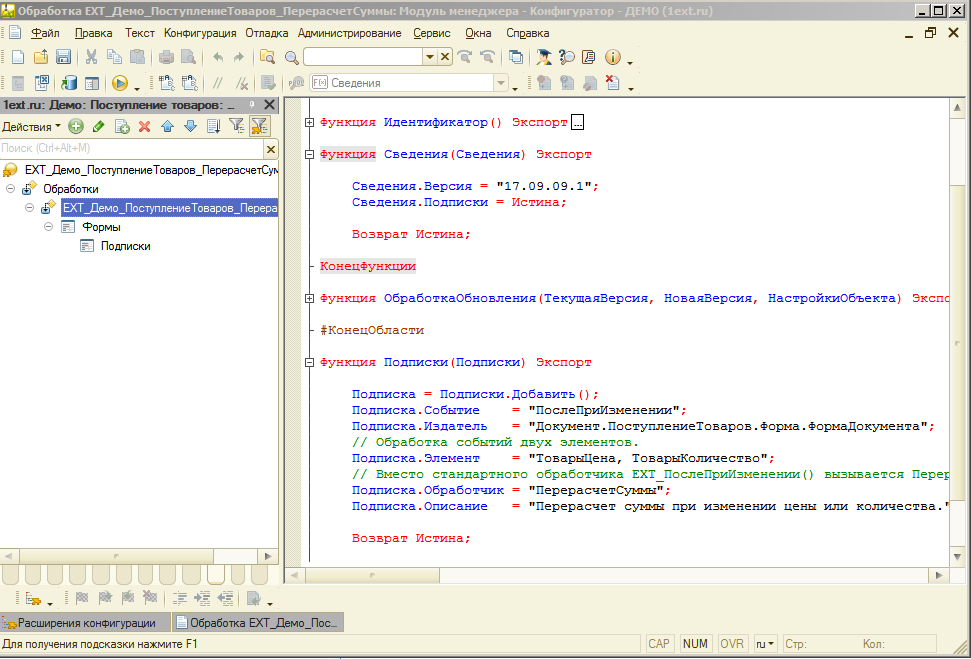 Обработка EXT_Демо_ПоступлениеТоваров_ПерерасчетСуммы: Модуль менеджера - Конфигуратор - ДЕМО (1ext.ru)
Файл Правка Текст Конфигурация Отладка Администрирование Сервис Окна Справка
Сведения
1ext.ru: Демо: Поступление товаров: ...
Действия
Поиск (Ctrl+Alt+M)
EXT_Демо_ПоступлениеТоваров_ПерерасчетСум
Обработки
EXT_Демо_ПоступлениеТоваров_Перера
Формы
Подписки
Функция Идентификатор() Экспорт ...
Функция Сведения(Сведения) Экспорт
Сведения.Версия = "17.09.09.1";
Сведения.Подписки = Истина;
Возврат Истина;
КонецФункции
Функция ОбработкаОбновления(ТекущаяВерсия, НоваяВерсия, НастройкиОбъекта) Экспо
#КонецОбласти
Функция Подписки(Подписки) Экспорт
Подписка = Подписки.Добавить();
Подписка.Событие = "ПослеПриИзменении";
Подписка.Издатель = "Документ.ПоступлениеТоваров.Форма.ФормаДокумента";
// Обработка событий двух элементов.
Подписка.Элемент = "ТоварыЦена, ТоварыКоличество";
// Вместо стандартного обработчика EXT_ПослеПриИзменении() вызывается Перер
Подписка.Обработчик = "ПерерасчетСуммы";
Подписка.Описание = "Перерасчет суммы при изменении цены или количества."
Возврат Истина;
Расширения конфигурации
Обработка EXT_Демо_Пос...
Для получения подсказки нажмите F1
CAP NUM OVR ru Стр: Кол: